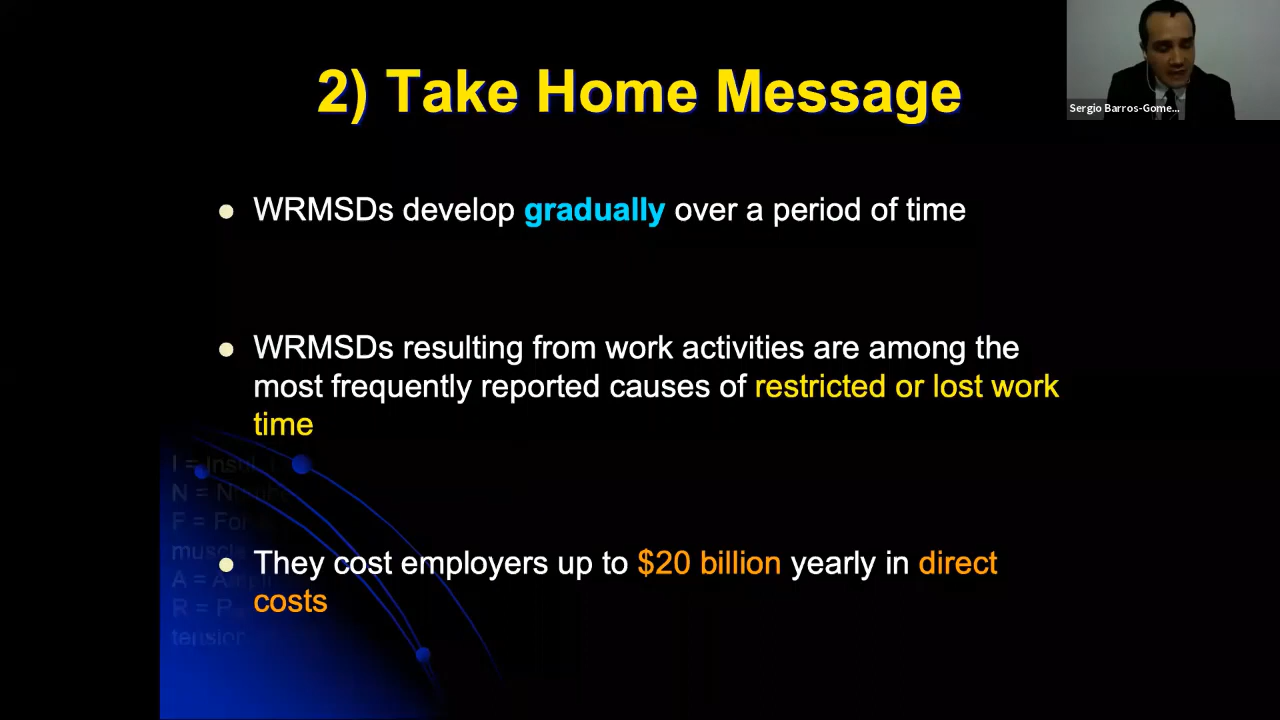 2) Take Home Message
Sergio Barros-Gome...
WRMSDs develop gradually over a period of time
WRMSDs resulting from work activities are among the
most frequently reported causes of restricted or lost work
time
They cost employers up to $20 billion yearly in direct
costs
I =
N =
F = For
A =
R =
tension